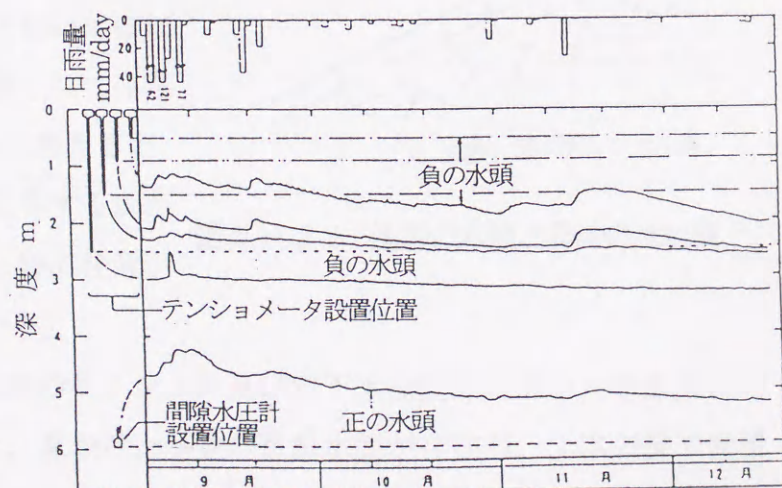 日雨量
mm/day
0
20
40
42
121
71
0
1
2
3
4
5
6
深 度 m
負の水頭
負の水頭
テンショメータ設置位置
間隙水圧計
設置位置
正の水頭
9 月
10 月
11 月
12 月